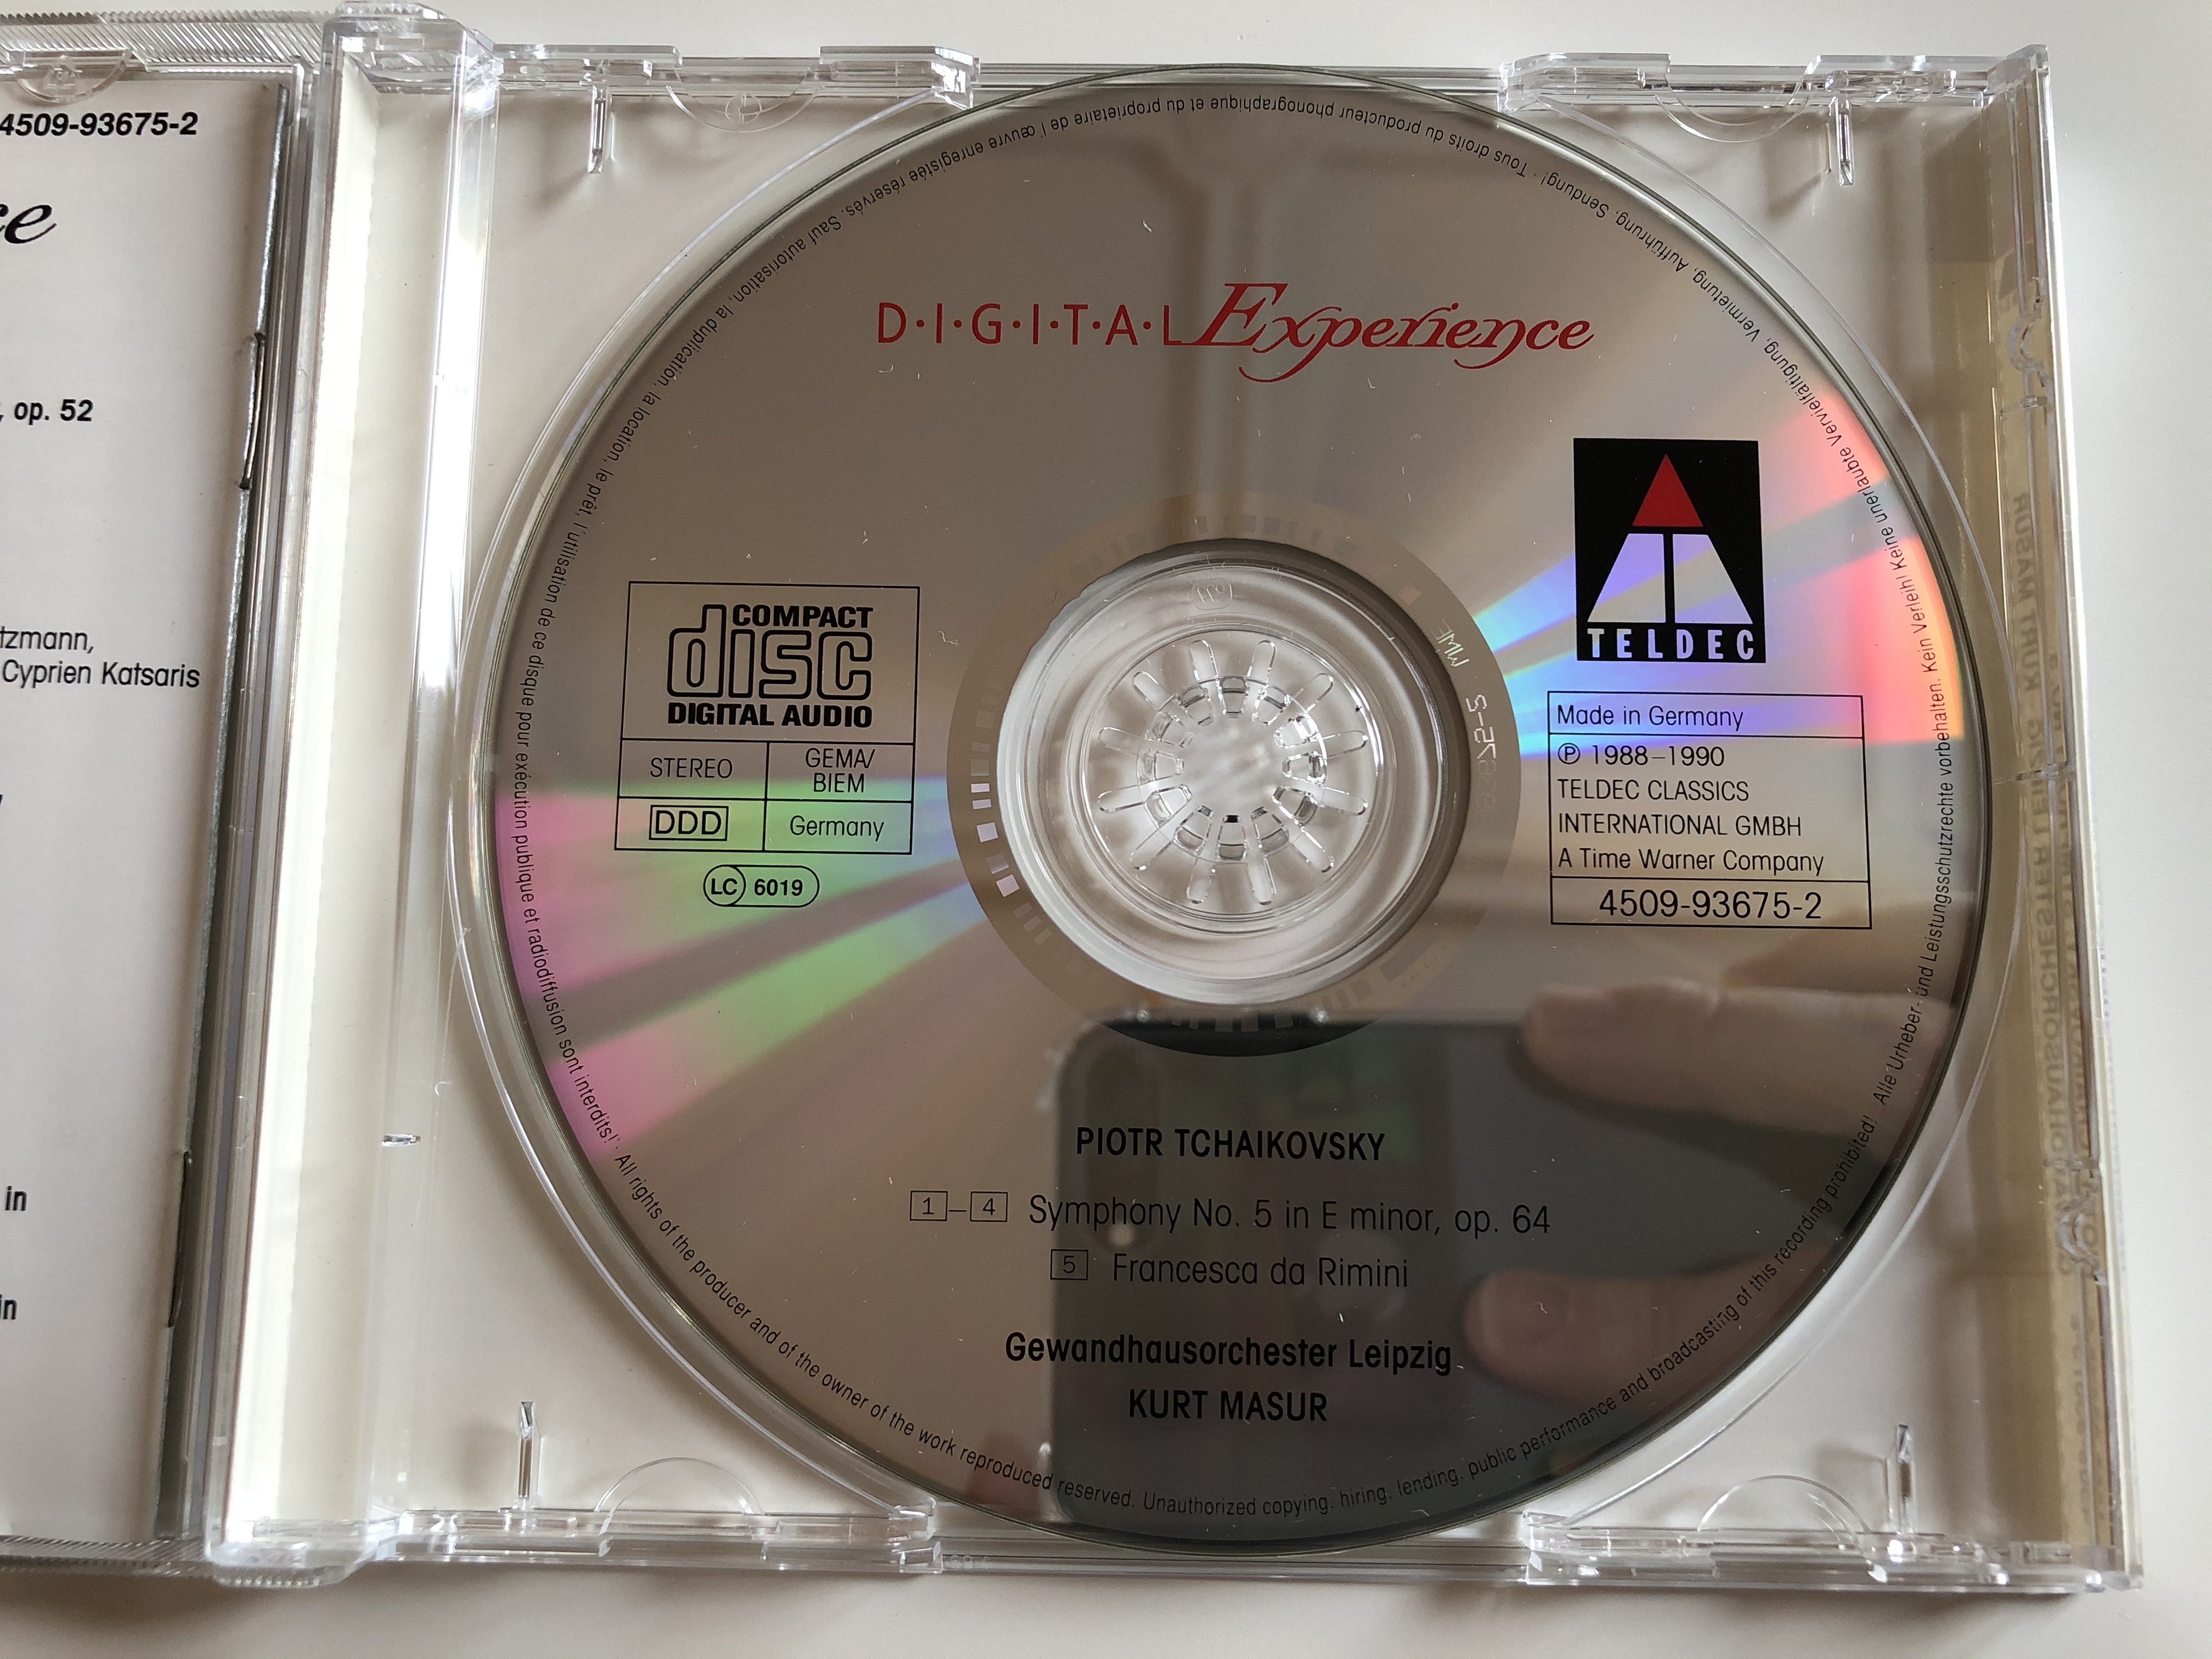 4509-93675-2
ce
, op. 52
tzmann,
Cyprien Katsaris
in
in
D·I·G·I·T·A·L Experience
COMPACT
disc
DIGITAL AUDIO
STEREO
GEMA/
BIEM
DDD
Germany
LC 6019
TELDEC
Made in Germany
℗ 1988-1990
TELDEC CLASSICS
INTERNATIONAL GMBH
A Time Warner Company
4509-93675-2
PIOTR TCHAIKOVSKY
1–4 Symphony No. 5 in E minor, op. 64
5 Francesca da Rimini
Gewandhausorchester Leipzig
KURT MASUR
All rights of the producer and of the owner of the work reproduced reserved. Unauthorized copying, hiring, lending, public performance and broadcasting of this recording prohibited! ·
Alle Urheber- und Leistungsschutzrechte vorbehalten. Kein Verleih! Keine unerlaubte Vervielfältigung, Vermietung, Aufführung, Sendung! ·
Tous droits du producteur phonographique et du propriétaire de l'œuvre enregistrée réservés. Sauf autorisation, la duplication, la location, le prêt, l'utilisation de ce disque pour exécution publique et radiodiffusion sont interdits! ·
KURT MASUR